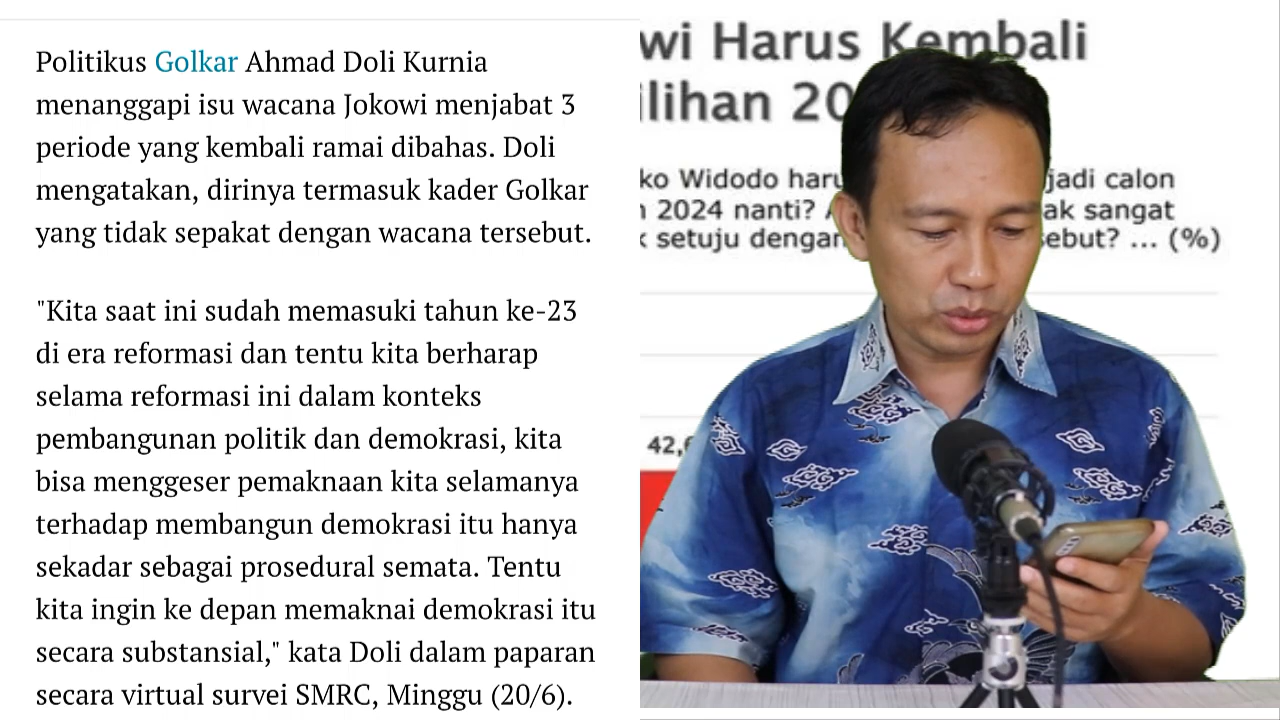 Politikus Golkar Ahmad Doli Kurnia
menanggapi isu wacana Jokowi menjabat 3
periode yang kembali ramai dibahas. Doli
mengatakan, dirinya termasuk kader Golkar
yang tidak sepakat dengan wacana tersebut.
"Kita saat ini sudah memasuki tahun ke-23
di era reformasi dan tentu kita berharap
selama reformasi ini dalam konteks
pembangunan politik dan demokrasi, kita
bisa menggeser pemaknaan kita selamanya
terhadap membangun demokrasi itu hanya
sekadar sebagai prosedural semata. Tentu
kita ingin ke depan memaknai demokrasi itu
secara substansial," kata Doli dalam paparan
secara virtual survei SMRC, Minggu (20/6).
wi Harus Kembali
ilihan 20
ko Widodo haru jadi calon
2024 nanti? ak sangat
setuju dengan sebut? ... (%)
42,